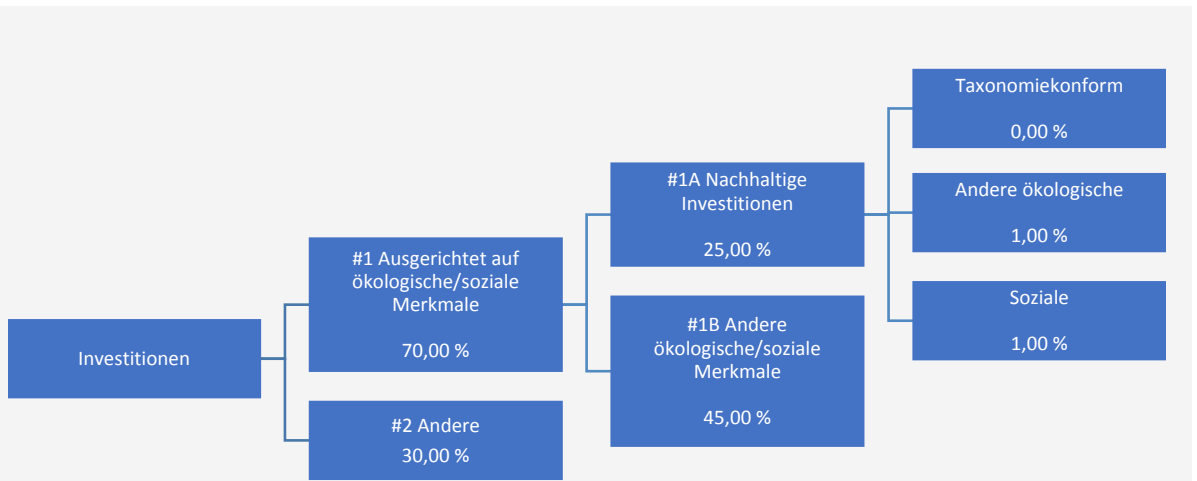 Investitionen
#1 Ausgerichtet auf
ökologische/soziale
Merkmale
70,00 %
#2 Andere
30,00 %
#1A Nachhaltige
Investitionen
25,00 %
#1B Andere
ökologische/soziale
Merkmale
45,00 %
Taxonomiekonform
0,00 %
Andere ökologische
1,00 %
Soziale
1,00 %